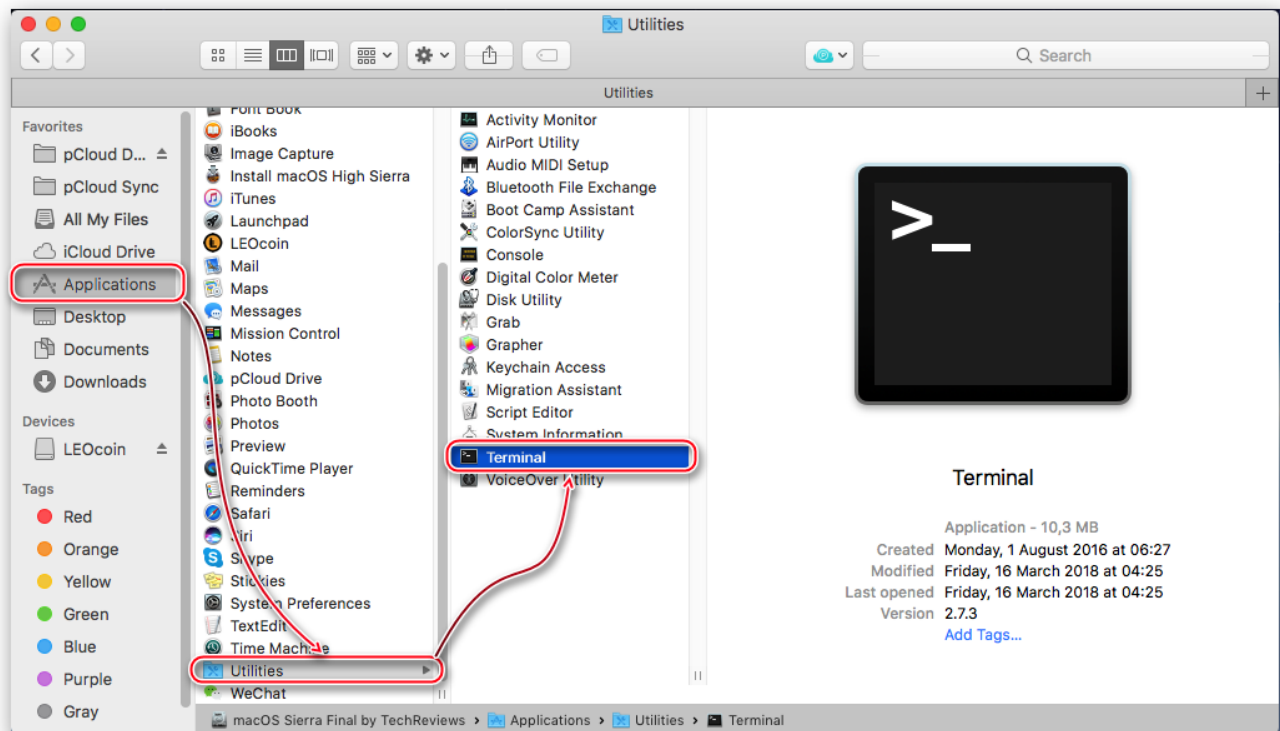 Utilities
Search
Utilities
Favorites
pCloud D...
pCloud Sync
All My Files
iCloud Drive
Applications
Desktop
Documents
Downloads
Devices
LEOcoin
Tags
Red
Orange
Yellow
Green
Blue
Purple
Gray
Font Book
iBooks
Image Capture
Install macOS High Sierra
iTunes
Launchpad
LEOcoin
Mail
Maps
Messages
Mission Control
Notes
pCloud Drive
Photo Booth
Photos
Preview
QuickTime Player
Reminders
Safari
Siri
Skype
Stickies
System Preferences
TextEdit
Time Machine
Utilities
WeChat
Activity Monitor
AirPort Utility
Audio MIDI Setup
Bluetooth File Exchange
Boot Camp Assistant
ColorSync Utility
Console
Digital Color Meter
Disk Utility
Grab
Grapher
Keychain Access
Migration Assistant
Script Editor
System Information
Terminal
VoiceOver Utility
>_
Terminal
Application - 10,3 MB
Created Monday, 1 August 2016 at 06:27
Modified Friday, 16 March 2018 at 04:25
Last opened Friday, 16 March 2018 at 04:25
Version 2.7.3
Add Tags...
macOS Sierra Final by TechReviews › Applications › Utilities › Terminal